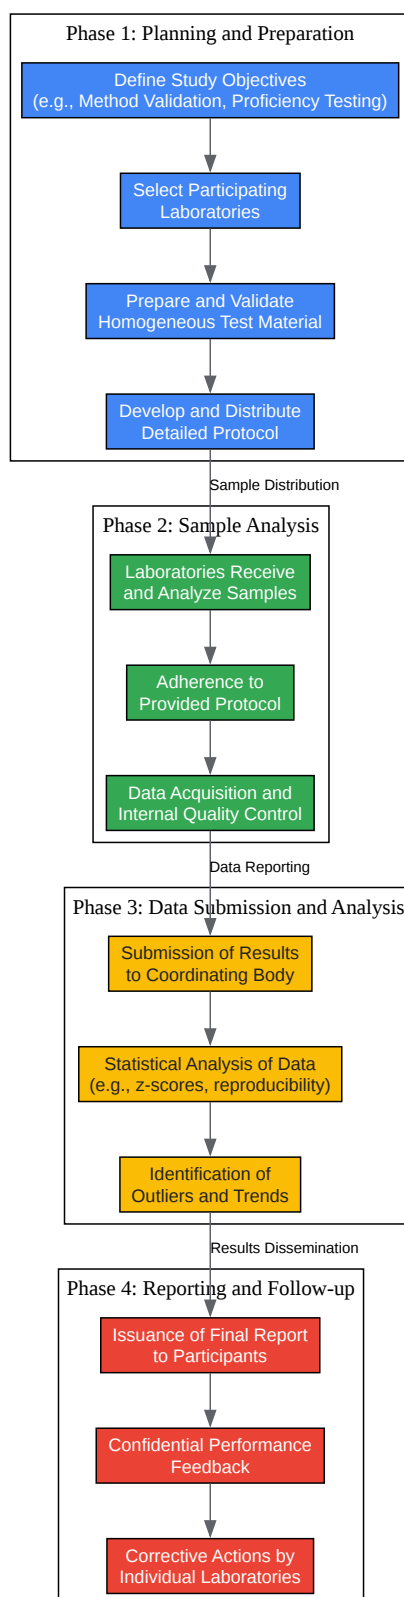 Phase 1: Planning and Preparation
Define Study Objectives
(e.g., Method Validation, Proficiency Testing)
Select Participating
Laboratories
Prepare and Validate
Homogeneous Test Material
Develop and Distribute
Detailed Protocol
Sample Distribution
Phase 2: Sample Analysis
Laboratories Receive
and Analyze Samples
Adherence to
Provided Protocol
Data Acquisition and
Internal Quality Control
Data Reporting
Phase 3: Data Submission and Analysis
Submission of Results
to Coordinating Body
Statistical Analysis of Data
(e.g., z-scores, reproducibility)
Identification of
Outliers and Trends
Results Dissemination
Phase 4: Reporting and Follow-up
Issuance of Final Report
to Participants
Confidential Performance
Feedback
Corrective Actions by
Individual Laboratories